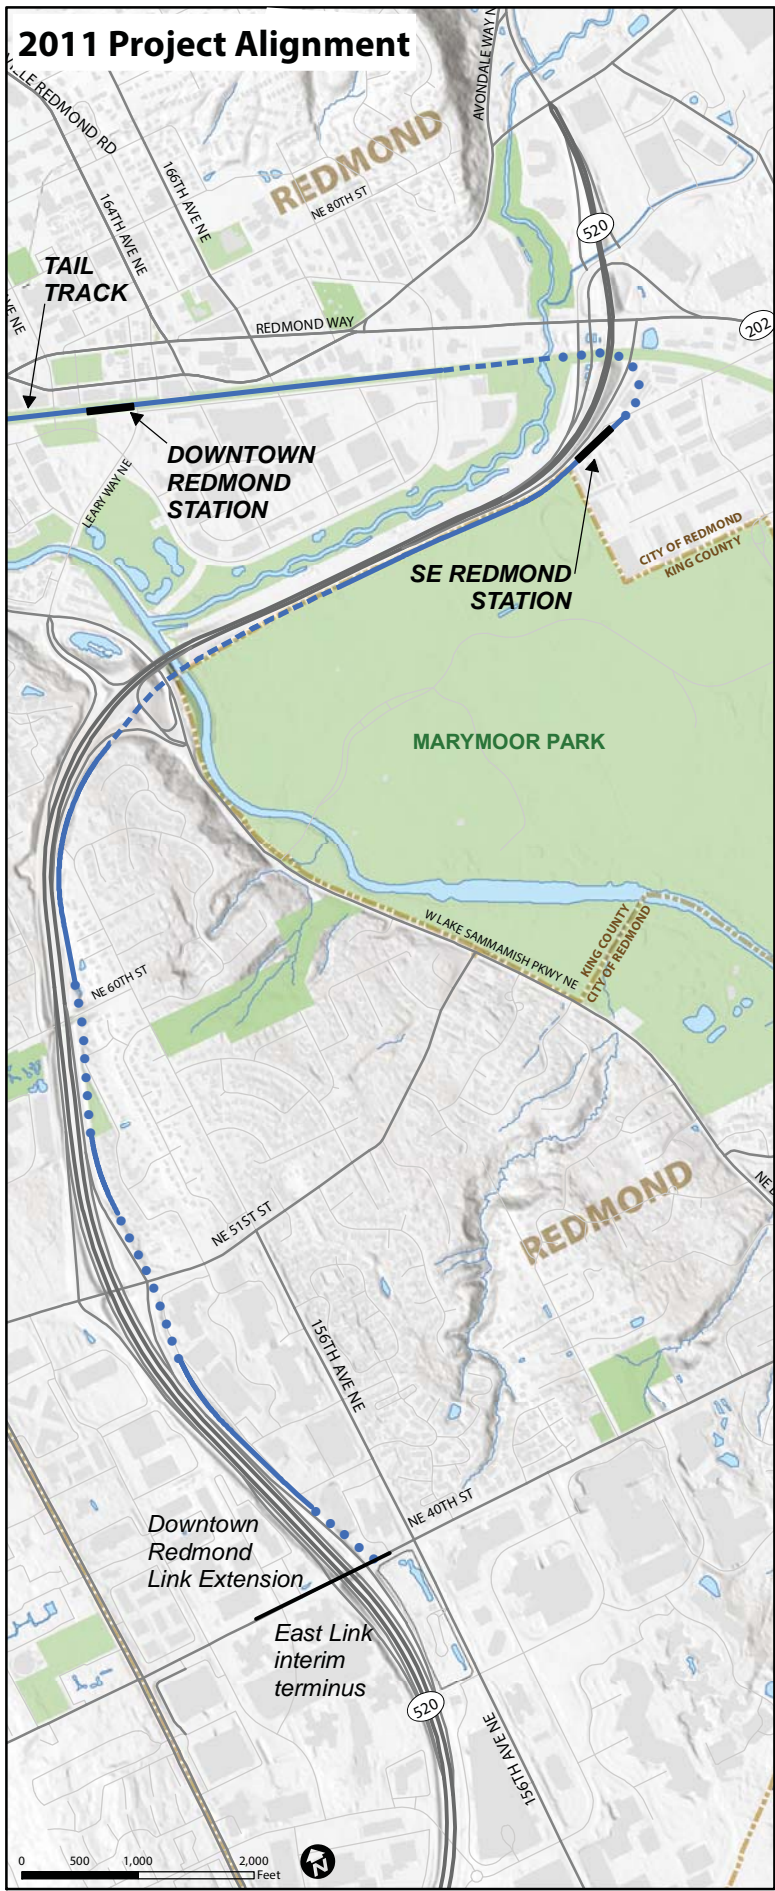 2011 Project Alignment
REDMOND RD
AVONDALE WAY N
166TH AVE NE
164TH AVE NE
REDMOND
NE 80TH ST
520
TAIL
TRACK
VE NE
REDMOND WAY
202
DOWNTOWN
REDMOND
STATION
LEARY WAY NE
CITY OF REDMOND
KING COUNTY
SE REDMOND
STATION
MARYMOOR PARK
W LAKE SAMMAMISH PKWY NE
KING COUNTY
CITY OF REDMOND
NE 60TH ST
REDMOND
NE 51ST ST
156TH AVE NE
NE 40TH ST
Downtown
Redmond
Link Extension
East Link
interim
terminus
520
156TH AVE NE
0 500 1,000 2,000
Feet
N